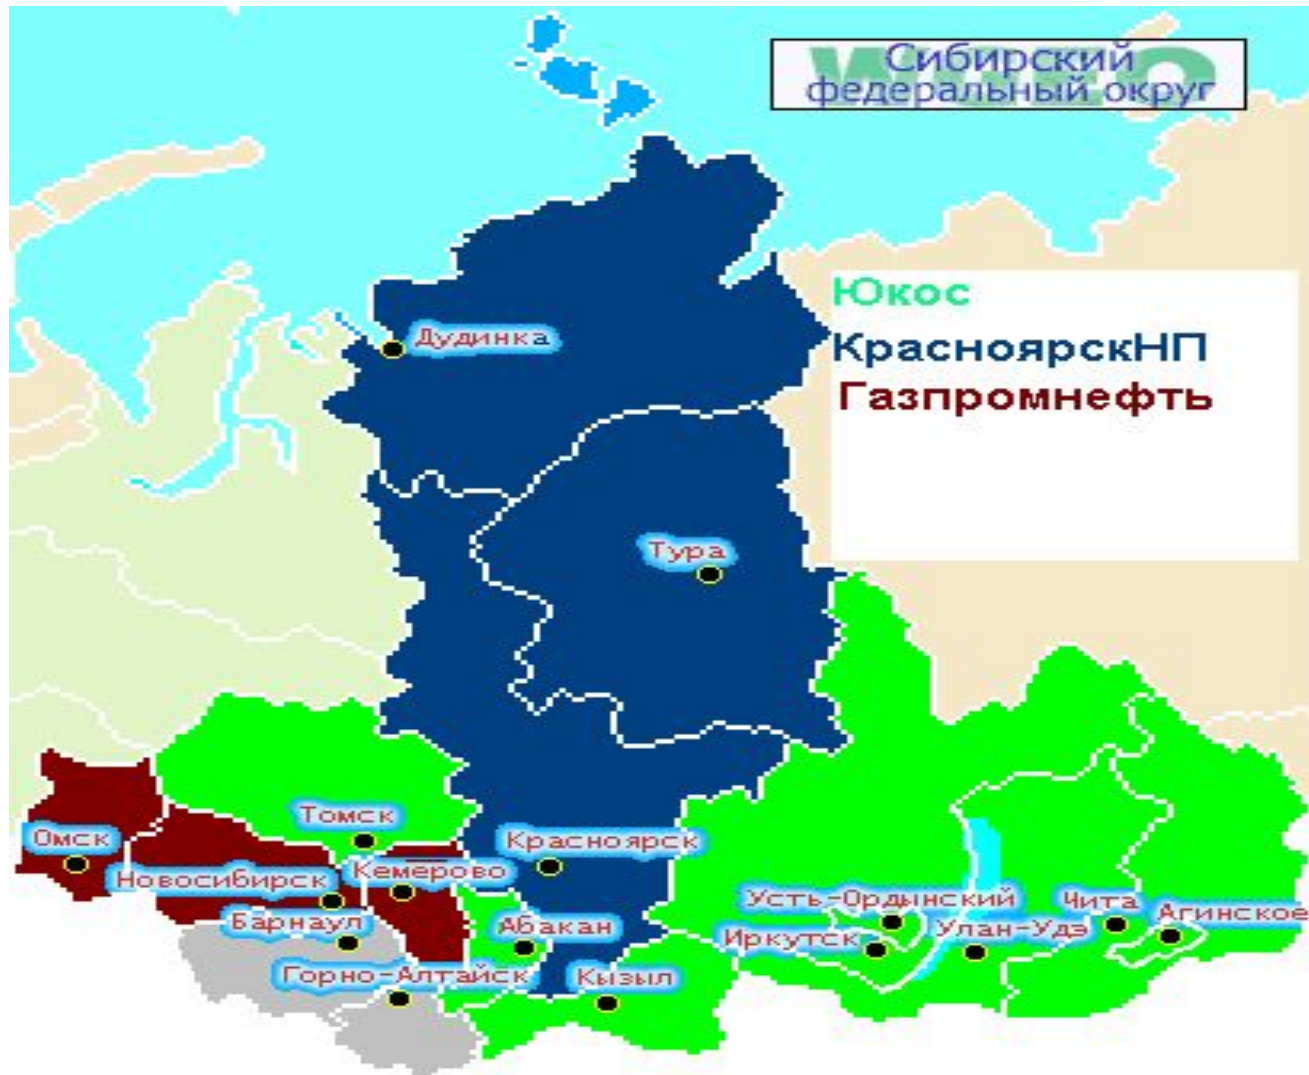 Сибирский
федеральный округ
Юкос
КрасноярскНП
Газпромнефть
Дудинка
Тура
Томск
Омск
Красноярск
Кемерово
Новосибирск
Усть-Ордынский
Чита
Агинское
Барнаул
Абакан
Иркутск
Улан-Удэ
Горно-Алтайск
Кызыл